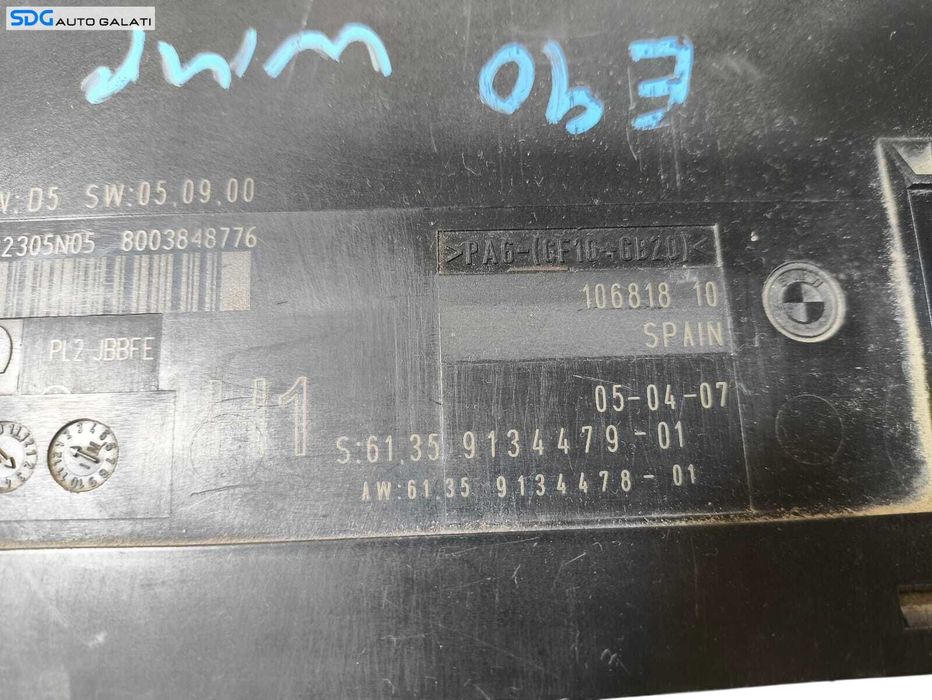 SDG AUTO GALATI
E90
W:D5 SW:05.09.00
2305N05 8003848776
>PA6-(GF10+GB20)<
106818 10
SPAIN
PL2 JBBFE
H1
05-04-07
S:61.35 9134479-01
AW:61.35 9134478-01